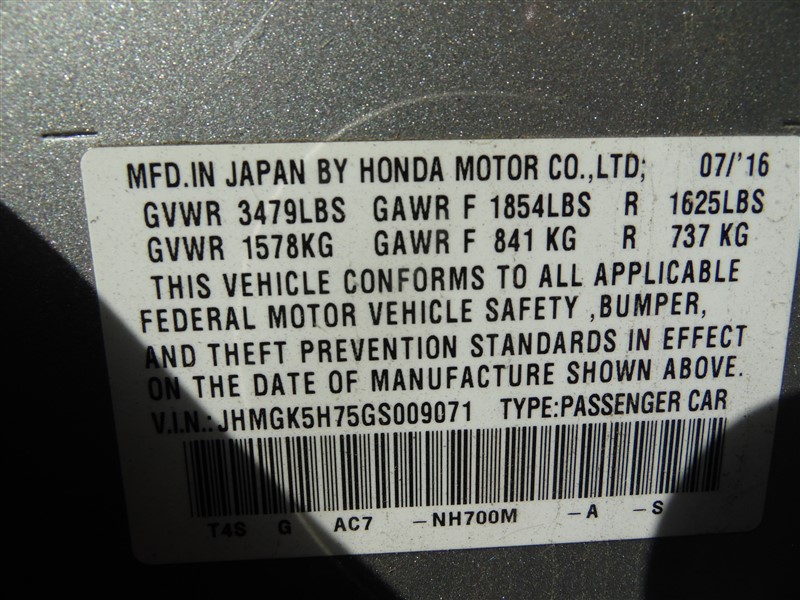 MFD.IN JAPAN BY HONDA MOTOR CO.,LTD; 07/'16
GVWR 3479LBS GAWR F 1854LBS R 1625LBS
GVWR 1578KG GAWR F 841 KG R 737 KG
THIS VEHICLE CONFORMS TO ALL APPLICABLE
FEDERAL MOTOR VEHICLE SAFETY ,BUMPER,
AND THEFT PREVENTION STANDARDS IN EFFECT
ON THE DATE OF MANUFACTURE SHOWN ABOVE.
V.I.N.:JHMGK5H75GS009071 TYPE:PASSENGER CAR
T4S G AC7 -NH700M -A -S